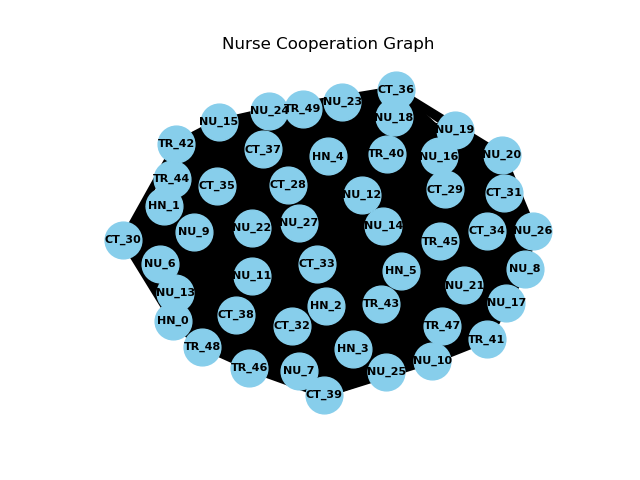 Nurse Cooperation Graph
CT_36
NU_23
TR_49
NU_24
NU_18
NU_15
NU_19
TR_42
CT_37
HN_4
TR_40
NU_16
NU_20
TR_44
CT_35
CT_28
NU_12
CT_29
CT_31
HN_1
NU_9
NU_22
NU_27
NU_14
CT_34
NU_26
CT_30
TR_45
NU_6
CT_33
HN_5
NU_8
NU_11
NU_21
NU_13
HN_2
TR_43
NU_17
CT_38
HN_0
CT_32
TR_47
TR_41
TR_48
HN_3
NU_10
TR_46
NU_7
NU_25
CT_39